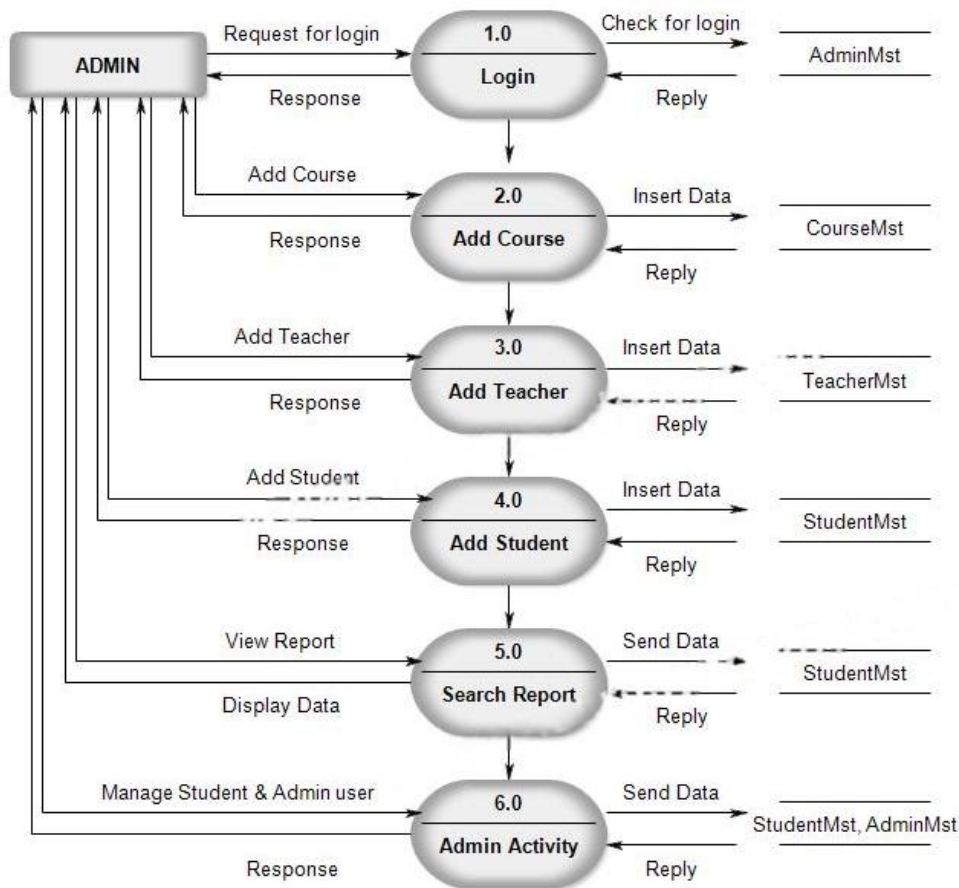 ADMIN
Request for login
Response
1.0
Login
Check for login
Reply
AdminMst
Add Course
Response
2.0
Add Course
Insert Data
Reply
CourseMst
Add Teacher
Response
3.0
Add Teacher
Insert Data
Reply
TeacherMst
Add Student
Response
4.0
Add Student
Insert Data
Reply
StudentMst
View Report
Display Data
5.0
Search Report
Send Data
Reply
StudentMst
Manage Student & Admin user
Response
6.0
Admin Activity
Send Data
Reply
StudentMst, AdminMst